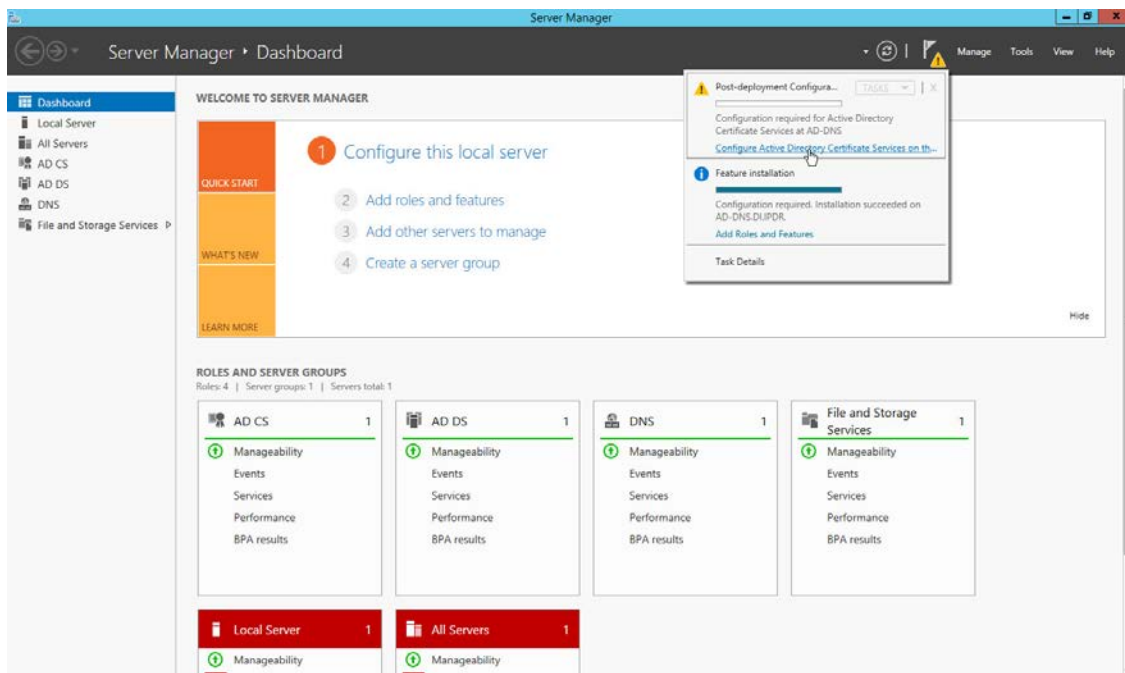 Server Manager
Server Manager • Dashboard
Manage Tools View Help
Dashboard
Local Server
All Servers
AD CS
AD DS
DNS
File and Storage Services
WELCOME TO SERVER MANAGER
QUICK START
WHAT'S NEW
LEARN MORE
1 Configure this local server
2 Add roles and features
3 Add other servers to manage
4 Create a server group
Hide
Post-deployment Configura...
TASKS
X
Configuration required for Active Directory
Certificate Services at AD-DNS
Configure Active Directory Certificate Services on th...
Feature installation
Configuration required. Installation succeeded on
AD-DNS.DIJPDR.
Add Roles and Features
Task Details
ROLES AND SERVER GROUPS
Roles: 4 | Server groups: 1 | Servers total: 1
AD CS 1
Manageability
Events
Services
Performance
BPA results
AD DS 1
Manageability
Events
Services
Performance
BPA results
DNS 1
Manageability
Events
Services
Performance
BPA results
File and Storage
Services 1
Manageability
Events
Services
Performance
BPA results
Local Server 1
Manageability
All Servers 1
Manageability